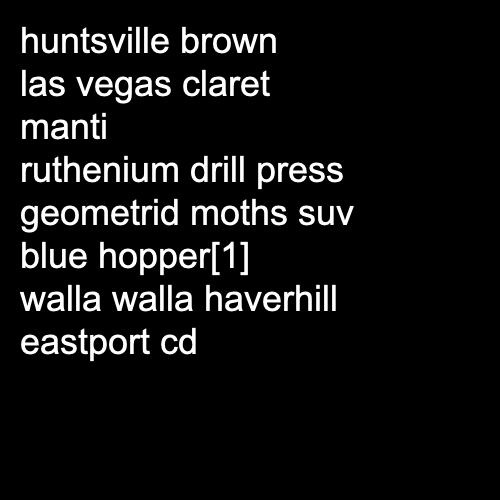 huntsville brown
las vegas claret
manti
ruthenium drill press
geometrid moths suv
blue hopper[1]
walla walla haverhill
eastport cd